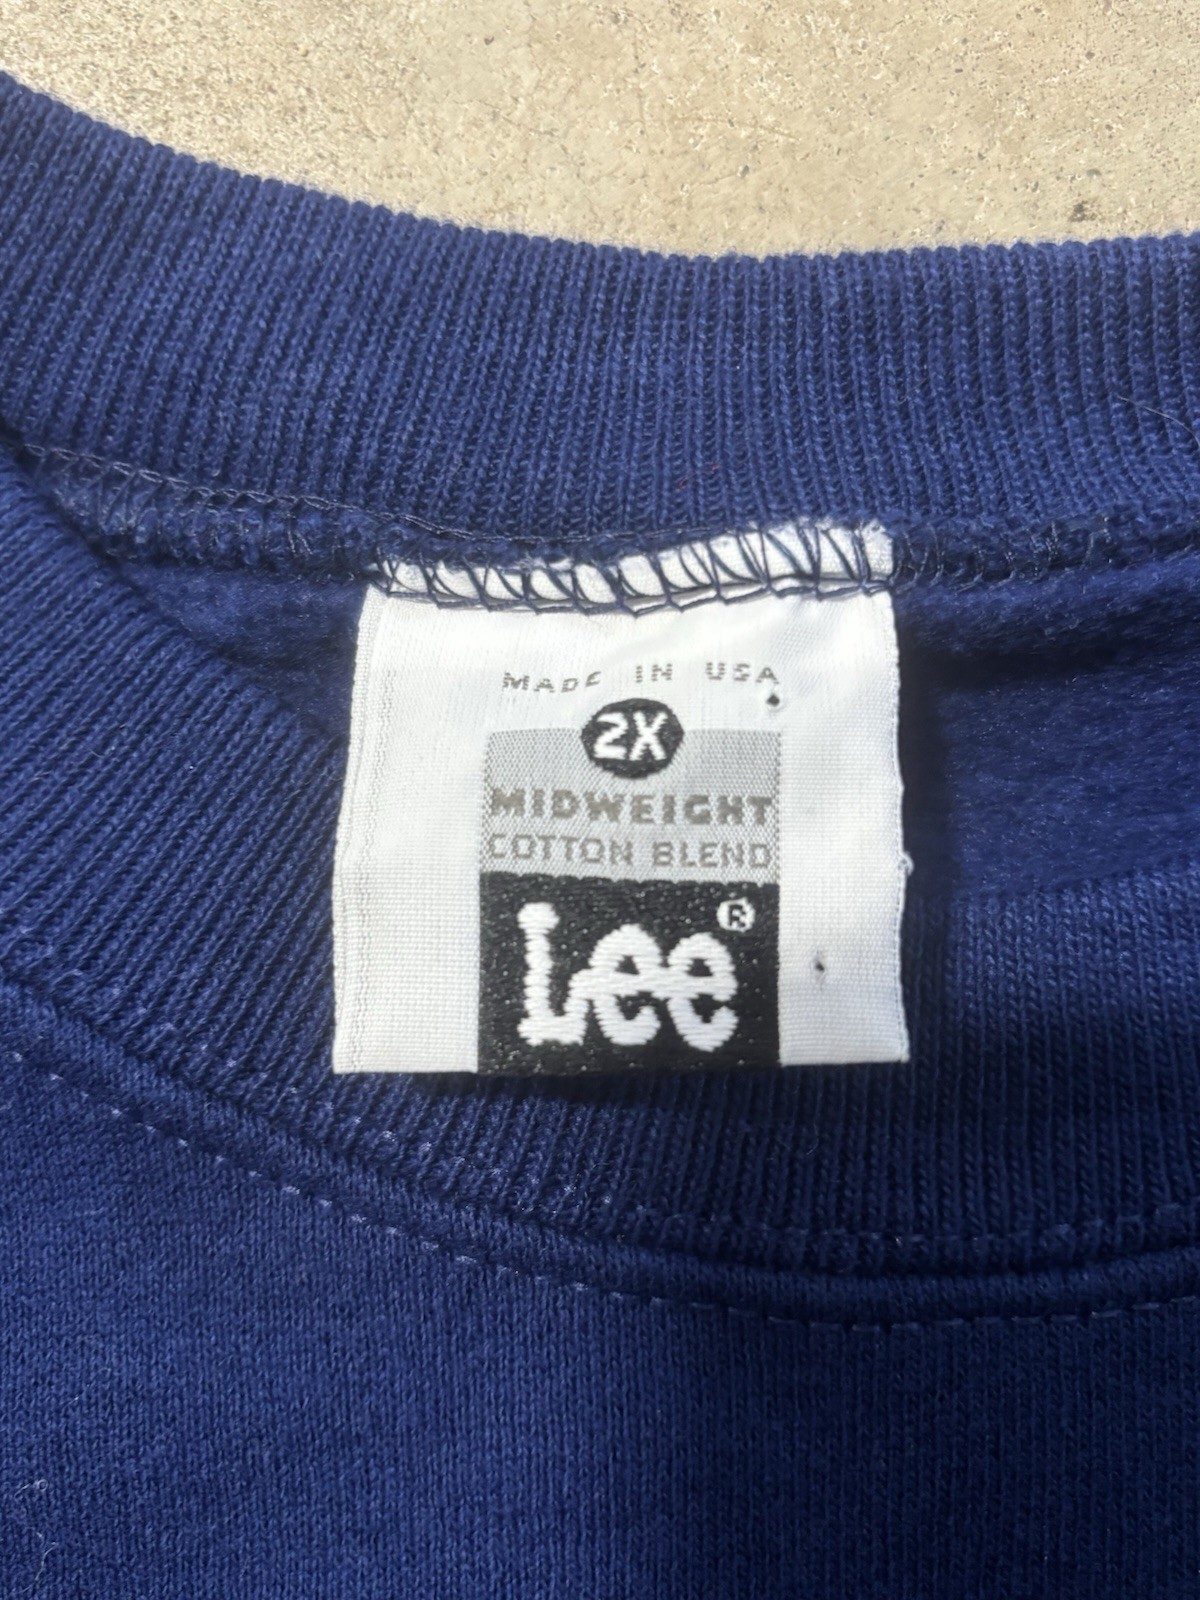 MADE IN USA
2X
MIDWEIGHT
COTTON BLEND
Lee®